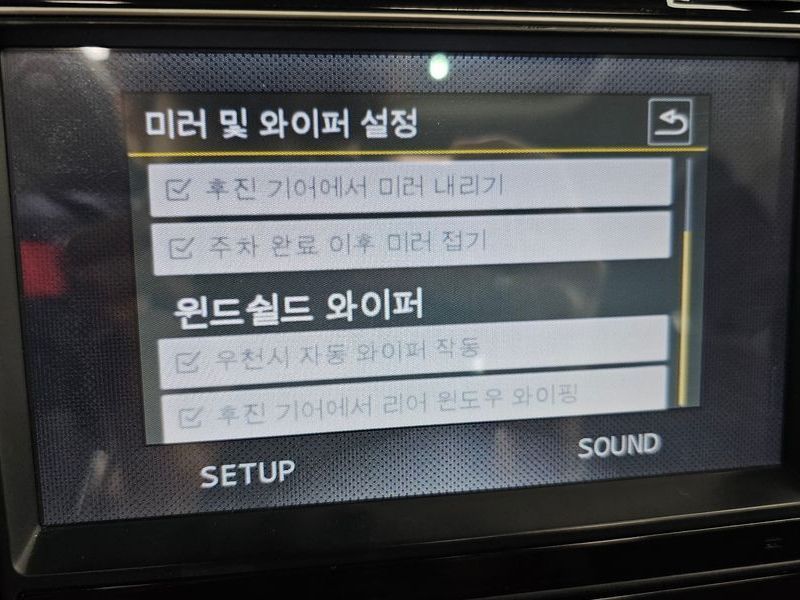 미러 및 와이퍼 설정
후진 기어에서 미러 내리기
주차 완료 이후 미러 접기
윈드쉴드 와이퍼
우천시 자동 와이퍼 작동
후진 기어에서 리어 윈도우 와이핑
SETUP
SOUND